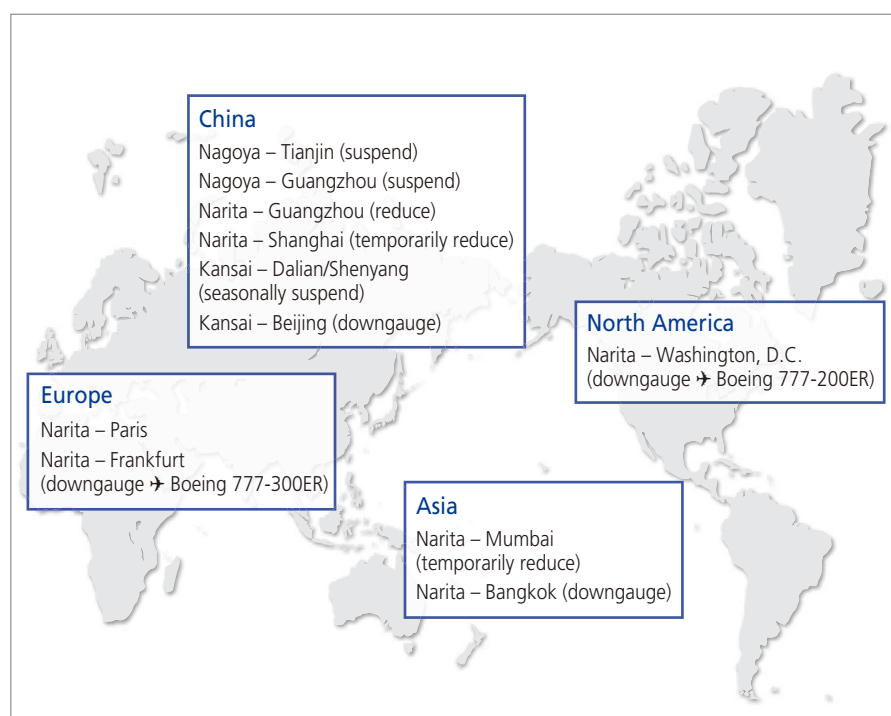 China
Nagoya – Tianjin (suspend)
Nagoya – Guangzhou (suspend)
Narita – Guangzhou (reduce)
Narita – Shanghai (temporarily reduce)
Kansai – Dalian/Shenyang
(seasonally suspend)
Kansai – Beijing (downgauge)
North America
Narita – Washington, D.C.
(downgauge ✈ Boeing 777-200ER)
Europe
Narita – Paris
Narita – Frankfurt
(downgauge ✈ Boeing 777-300ER)
Asia
Narita – Mumbai
(temporarily reduce)
Narita – Bangkok (downgauge)